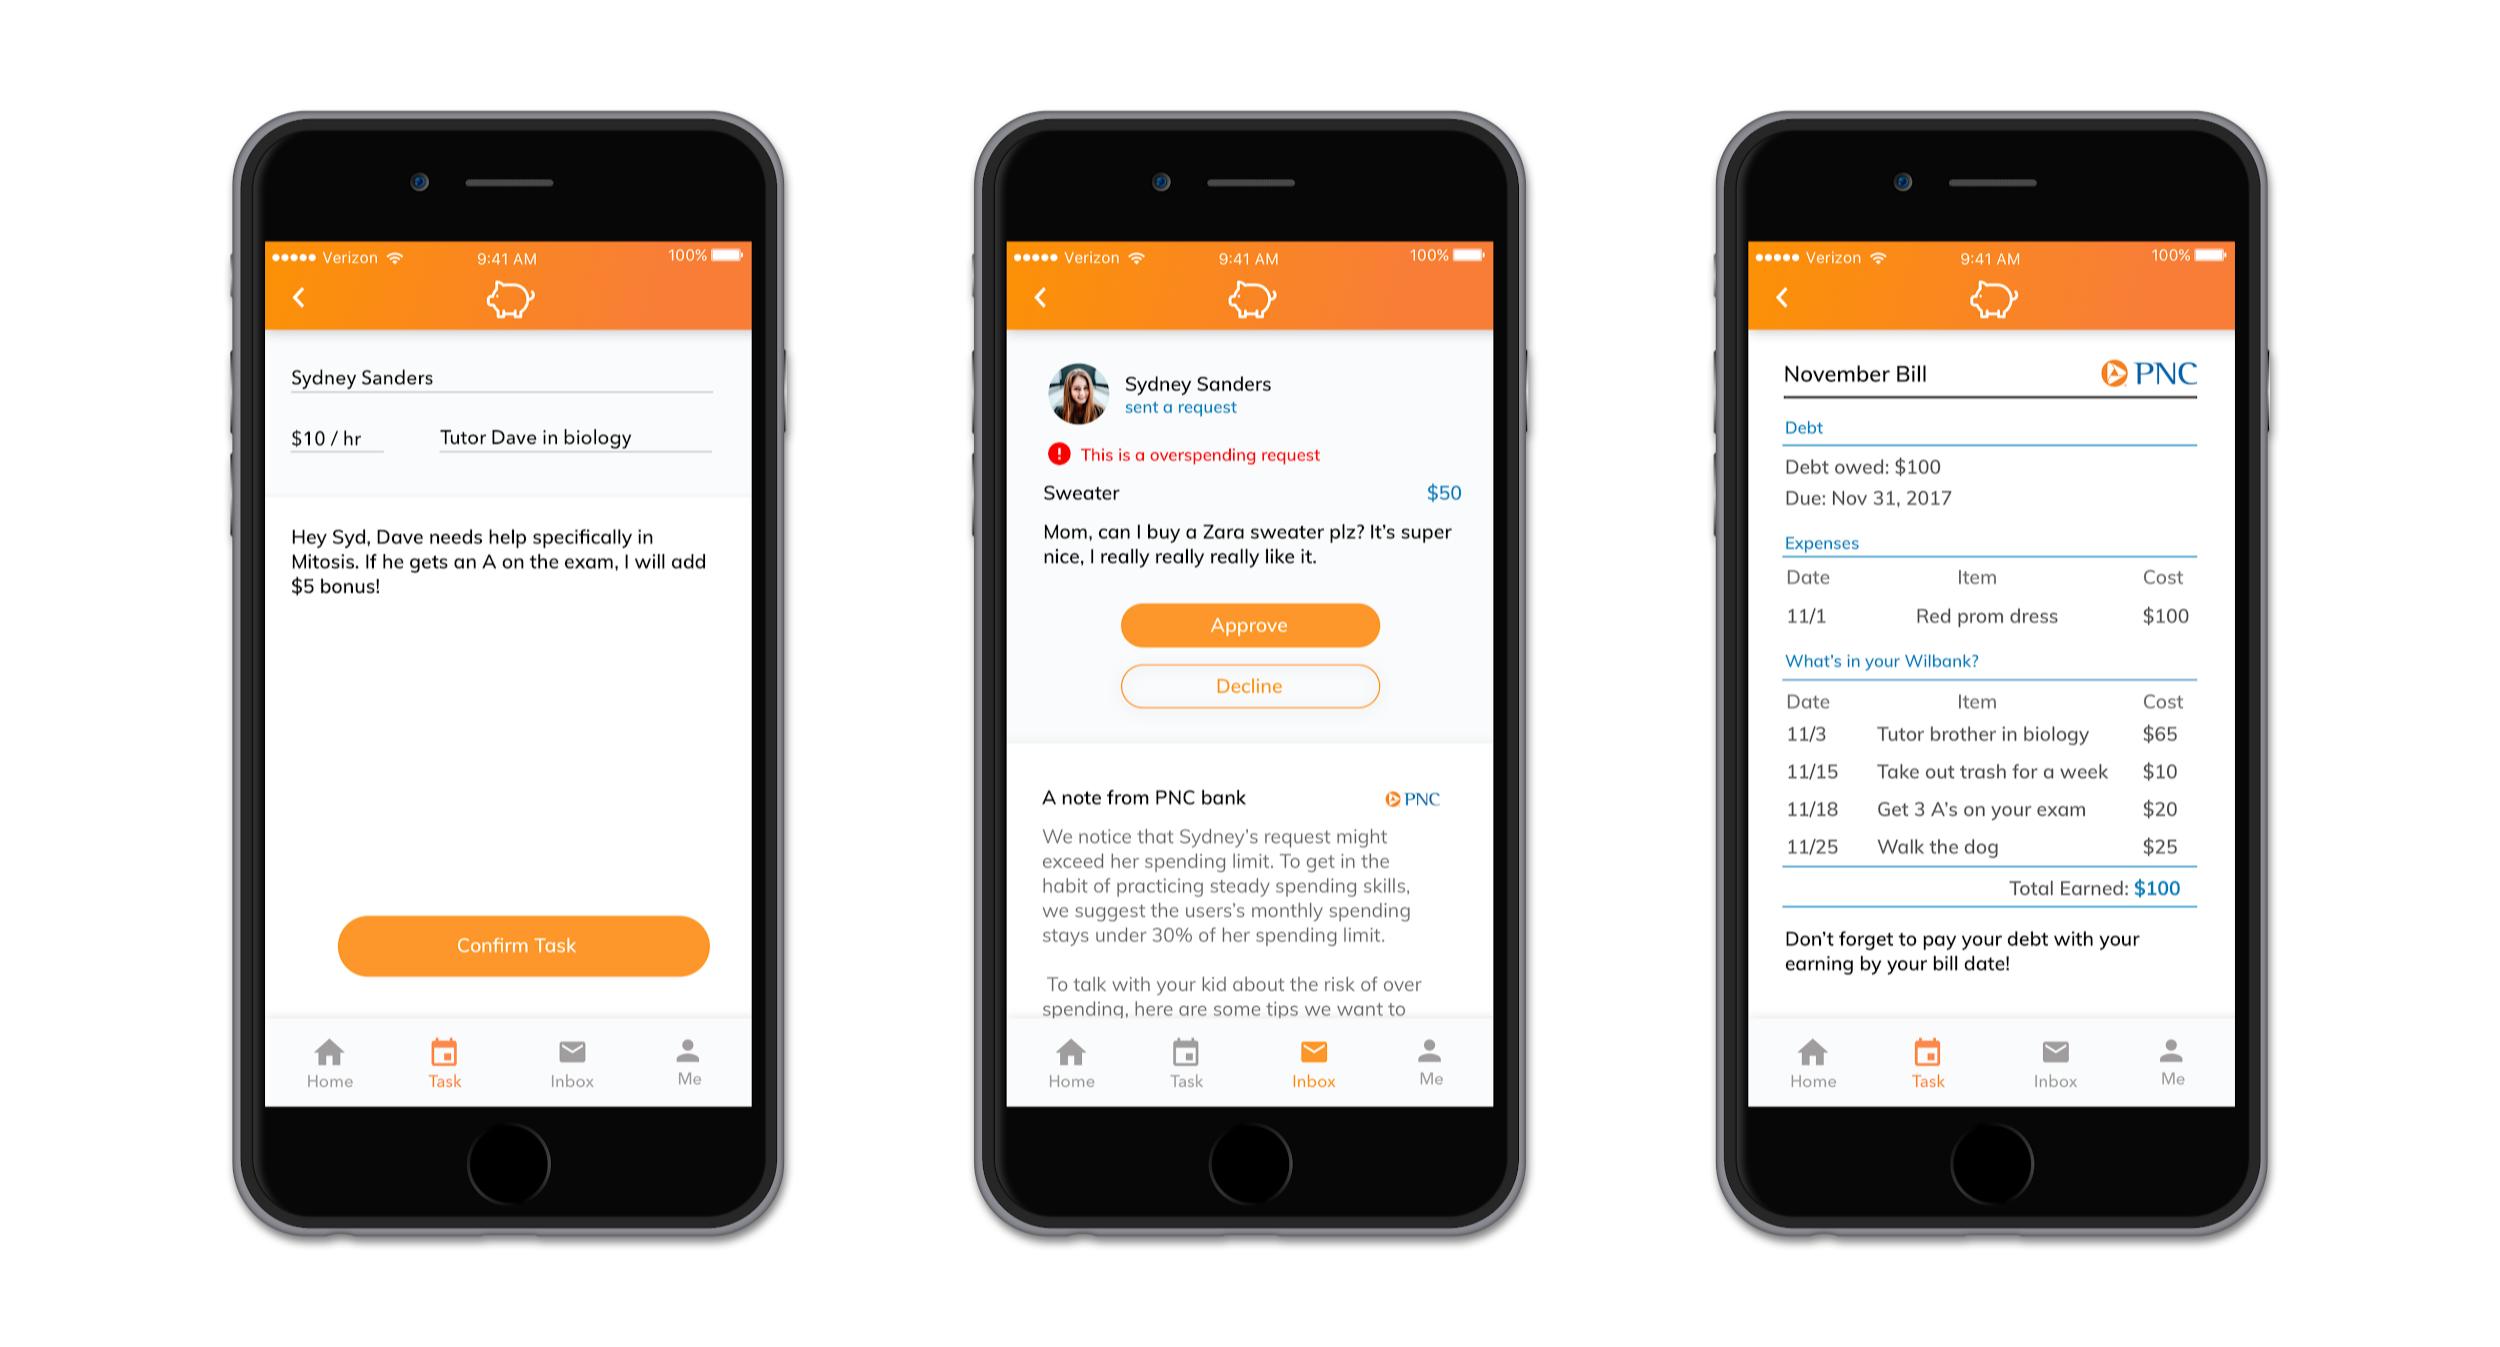 Verizon 9:41 AM 100%
Sydney Sanders
$10 / hr Tutor Dave in biology
Hey Syd, Dave needs help specifically in
Mitosis. If he gets an A on the exam, I will add
$5 bonus!
Confirm Task
Home Task Inbox Me
Verizon 9:41 AM 100%
Sydney Sanders
sent a request
This is a overspending request
Sweater $50
Mom, can I buy a Zara sweater plz? It's super
nice, I really really really like it.
Approve
Decline
A note from PNC bank PNC
We notice that Sydney's request might
exceed her spending limit. To get in the
habit of practicing steady spending skills,
we suggest the users's monthly spending
stays under 30% of her spending limit.
To talk with your kid about the risk of over
spending, here are some tips we want to
Home Task Inbox Me
Verizon 9:41 AM 100%
November Bill PNC
Debt
Debt owed: $100
Due: Nov 31, 2017
Expenses
Date Item Cost
11/1 Red prom dress $100
What's in your Wilbank?
Date Item Cost
11/3 Tutor brother in biology $65
11/15 Take out trash for a week $10
11/18 Get 3 A's on your exam $20
11/25 Walk the dog $25
Total Earned: $100
Don't forget to pay your debt with your
earning by your bill date!
Home Task Inbox Me